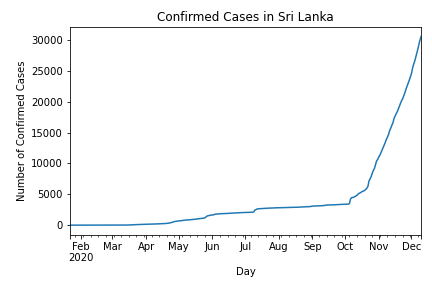 Confirmed Cases in Sri Lanka
Number of Confirmed Cases
30000
25000
20000
15000
10000
5000
0
Feb Mar Apr May Jun Jul Aug Sep Oct Nov Dec
2020
Day